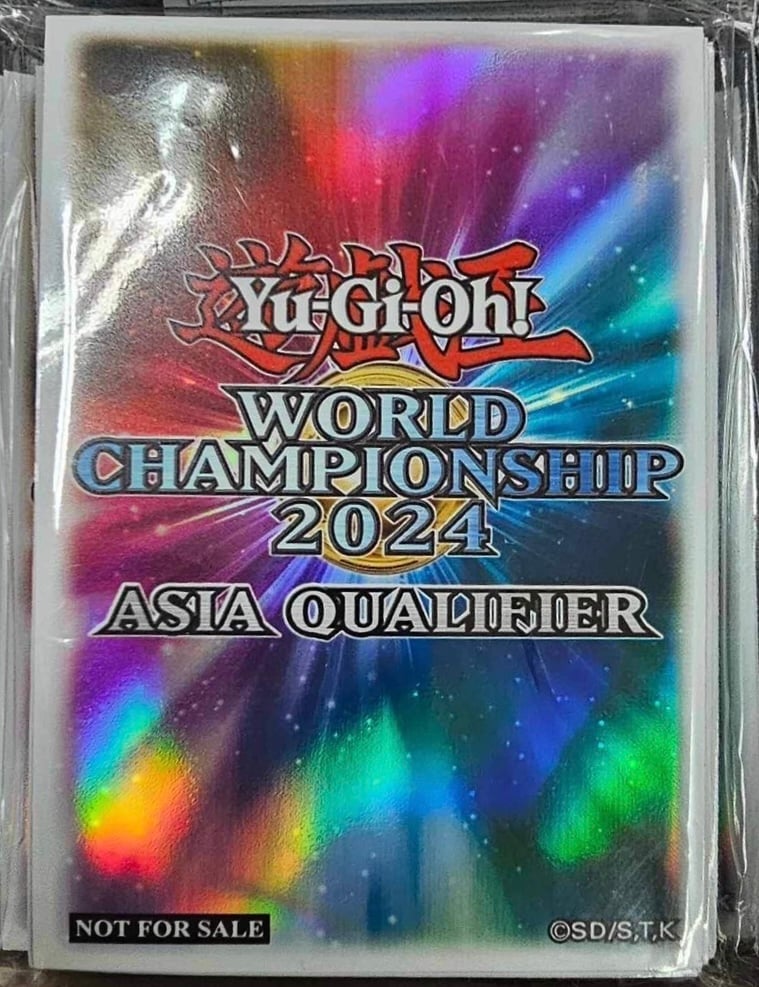 遊戯王
Yu-Gi-Oh!
WORLD
CHAMPIONSHIP
2024
ASIA QUALIFIER
NOT FOR SALE
©SD/S,T,K